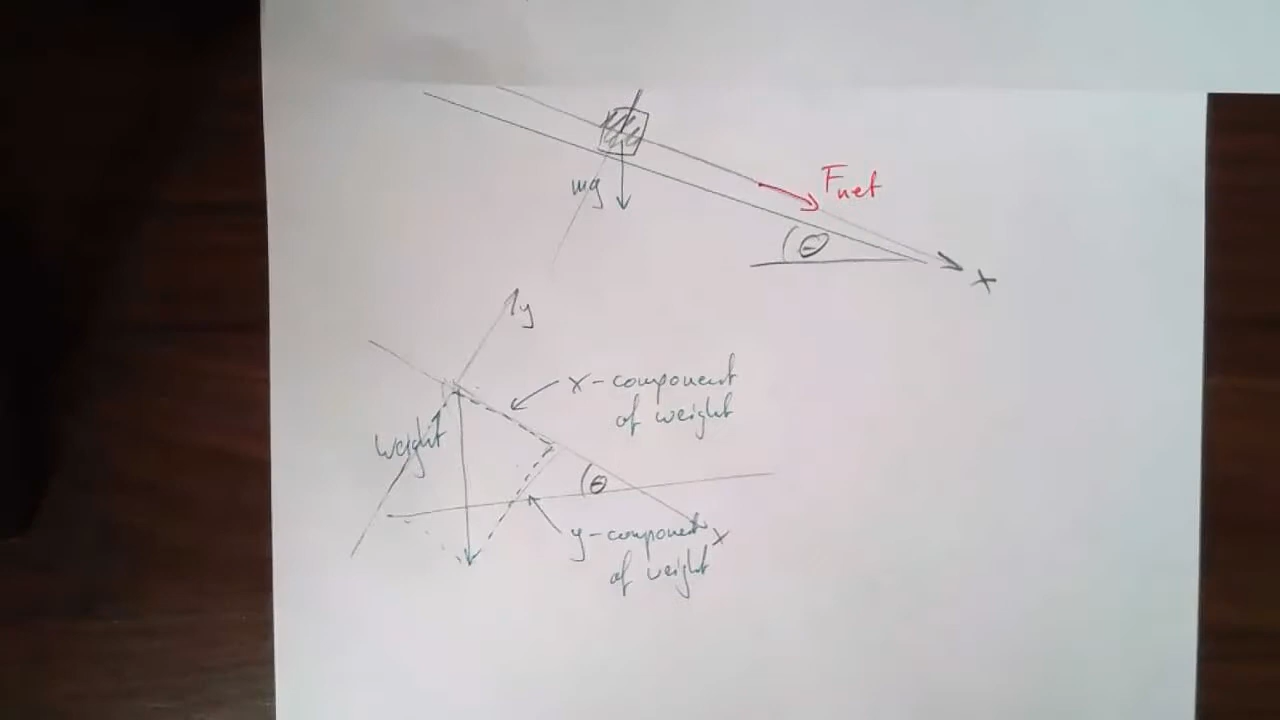 mg
Fnet
θ
x
y
x-component
of weight
Weight
θ
y-component
of weight
x